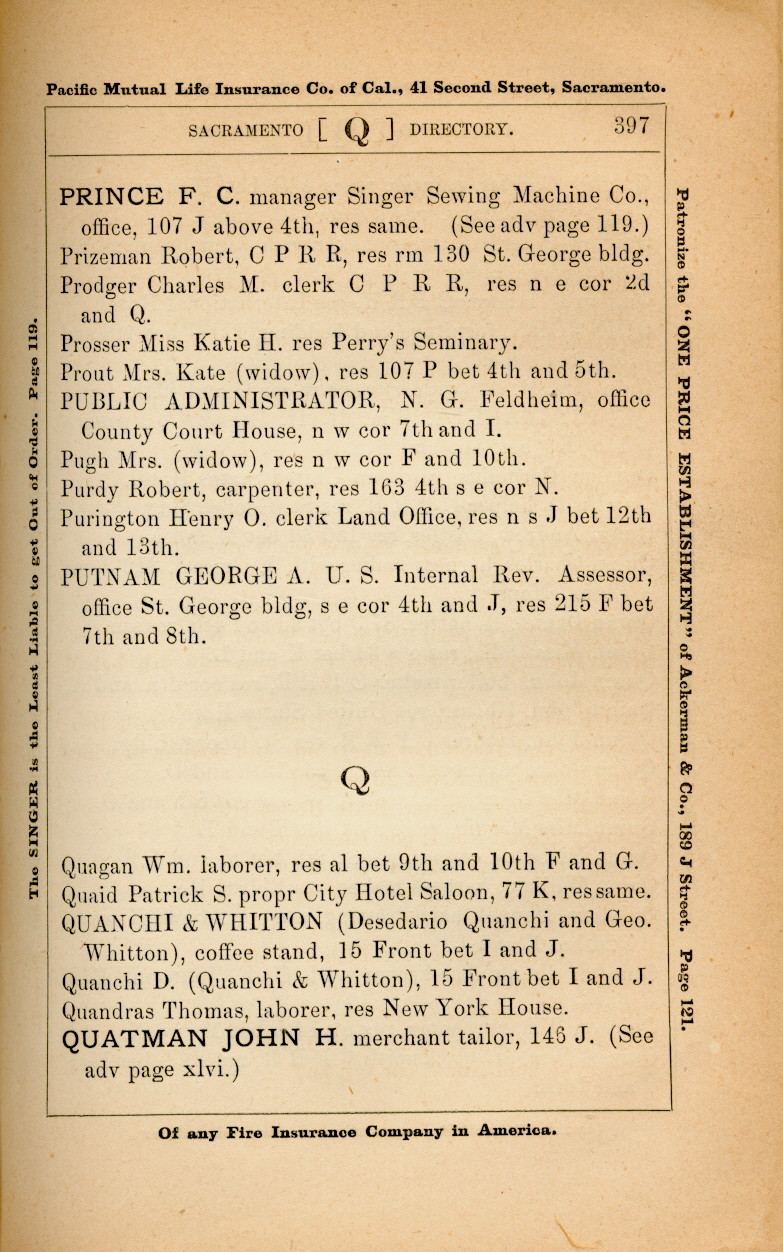 Pacific Mutual Life Insurance Co. of Cal., 41 Second Street, Sacramento.
SACRAMENTO [ Q ] DIRECTORY. 397
PRINCE F. C. manager Singer Sewing Machine Co.,
office, 107 J above 4th, res same. (See adv page 119.)
Prizeman Robert, C P R R, res rm 130 St. George bldg.
Prodger Charles M. clerk C P R R, res n e cor 2d
and Q.
Prosser Miss Katie H. res Perry's Seminary.
Prout Mrs. Kate (widow), res 107 P bet 4th and 5th.
PUBLIC ADMINISTRATOR, N. G. Feldheim, office
County Court House, n w cor 7th and I.
Pugh Mrs. (widow), res n w cor F and 10th.
Purdy Robert, carpenter, res 163 4th s e cor N.
Purington Henry O. clerk Land Office, res n s J bet 12th
and 13th.
PUTNAM GEORGE A. U. S. Internal Rev. Assessor,
office St. George bldg, s e cor 4th and J, res 215 F bet
7th and 8th.
Q
Quagan Wm. laborer, res al bet 9th and 10th F and G.
Quaid Patrick S. propr City Hotel Saloon, 77 K, res same.
QUANCHI & WHITTON (Desedario Quanchi and Geo.
Whitton), coffee stand, 15 Front bet I and J.
Quanchi D. (Quanchi & Whitton), 15 Front bet I and J.
Quandras Thomas, laborer, res New York House.
QUATMAN JOHN H. merchant tailor, 146 J. (See
adv page xlvi.)
Of any Fire Insurance Company in America.
The SINGER is the Least Liable to get Out of Order. Page 119.
Patronize the "ONE PRICE ESTABLISHMENT" of Ackerman & Co., 189 J Street. Page 121.